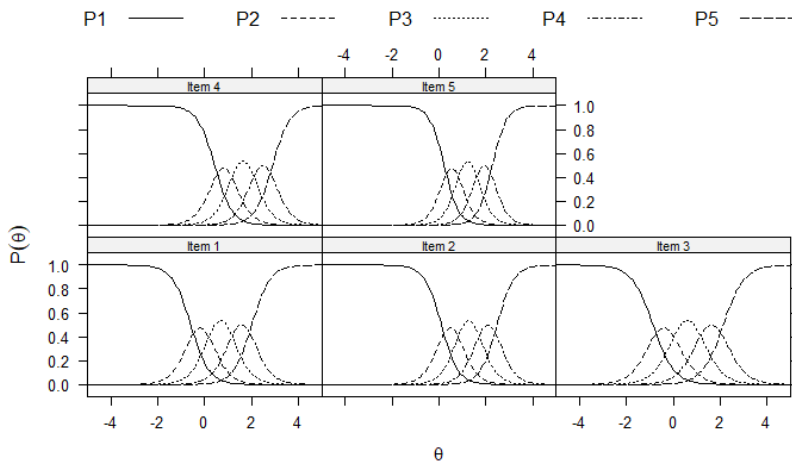 P1 P2 P3 P4 P5
-4 -2 0 2 4
Item 4 Item 5
1.0
0.8
0.6
0.4
0.2
0.0
P(θ)
Item 1 Item 2 Item 3
1.0
0.8
0.6
0.4
0.2
0.0
-4 -2 0 2 4 -4 -2 0 2 4
θ